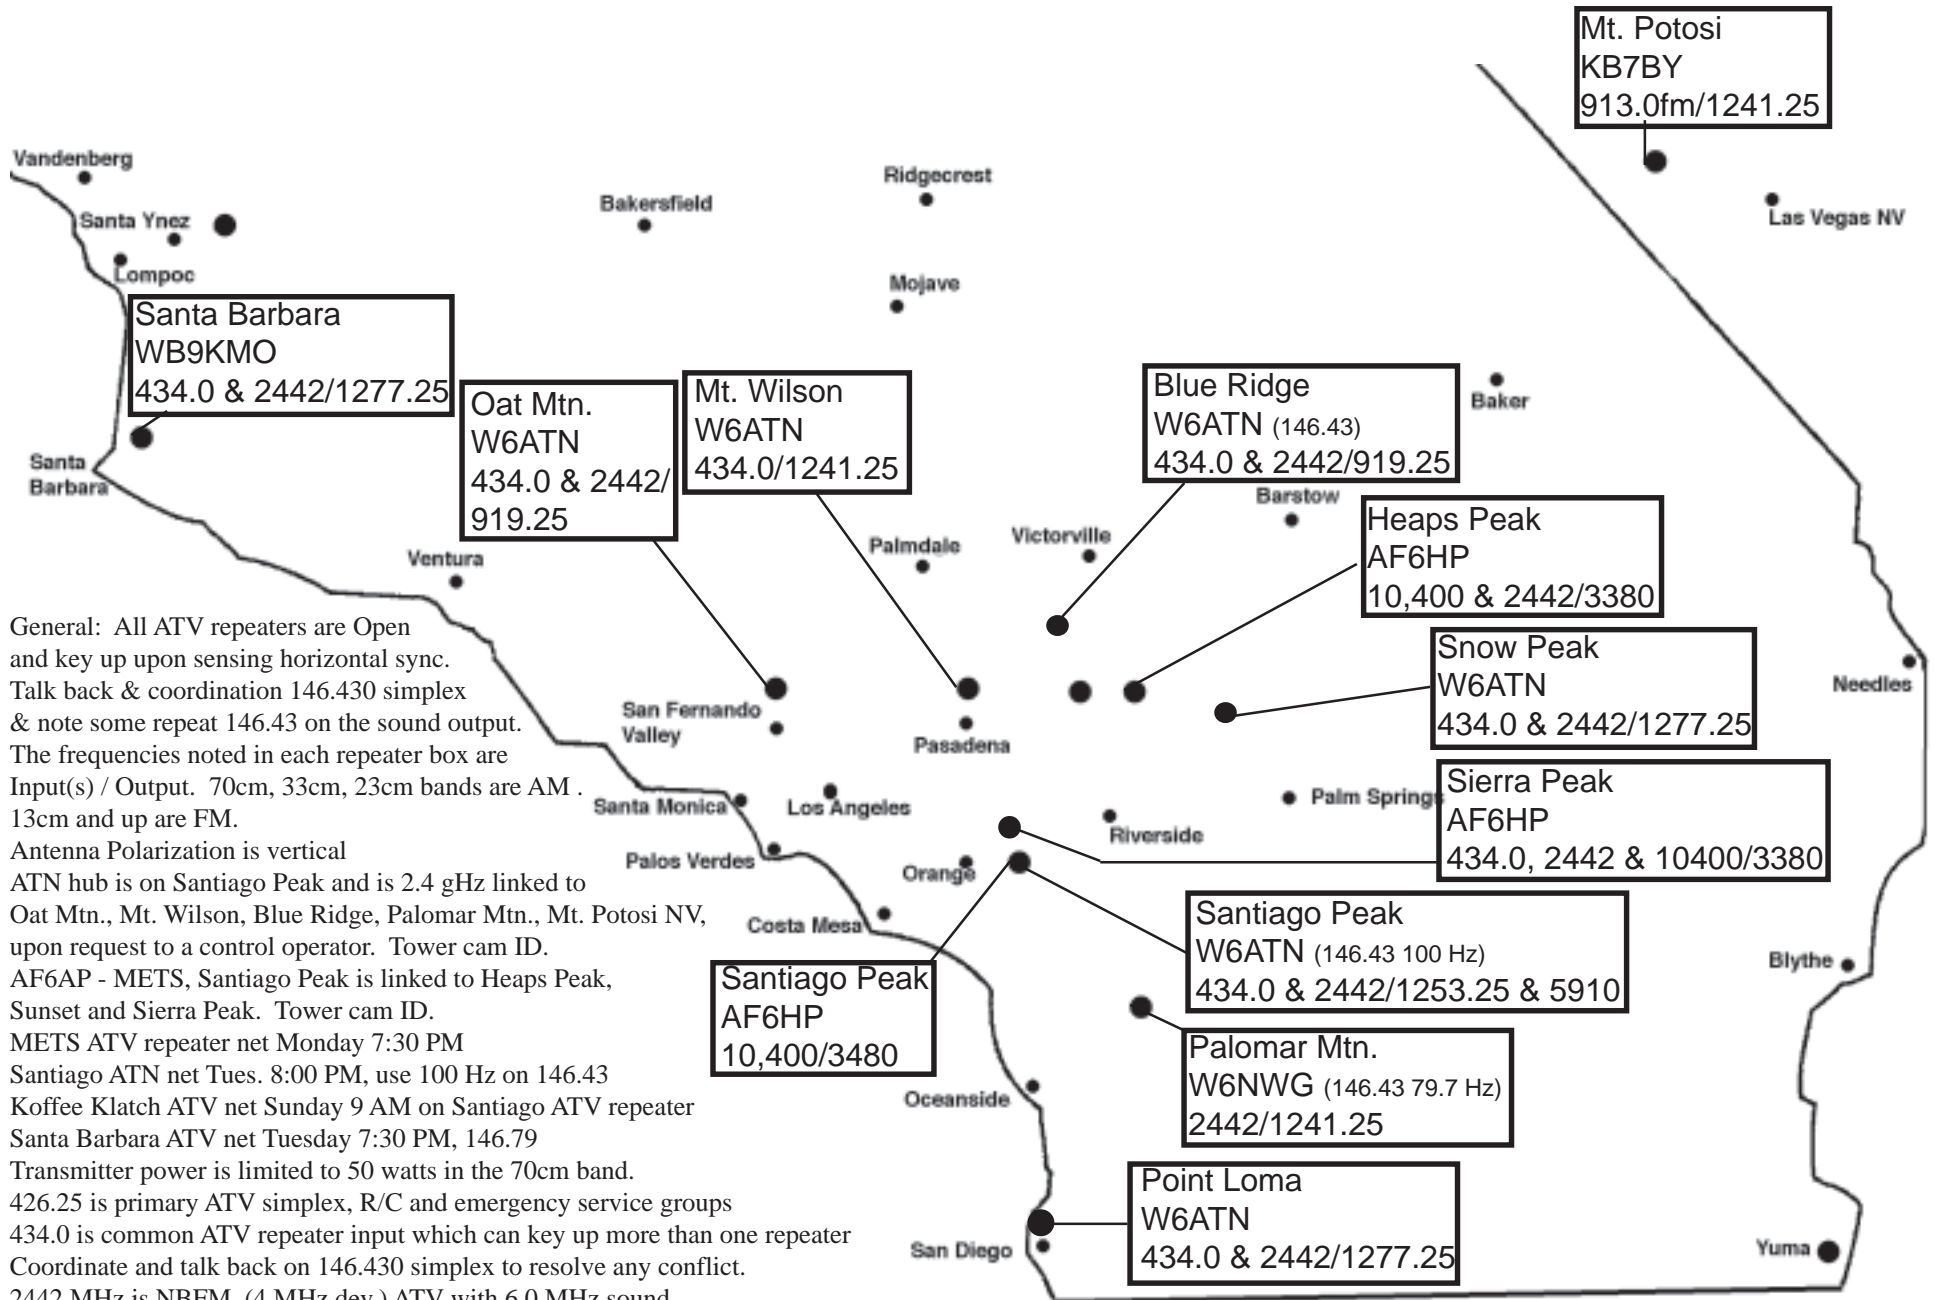 Mt. Potosi
KB7BY
913.0fm/1241.25
Vandenberg
Santa Ynez
Lompoc
Bakersfield
Ridgecrest
Mojave
Las Vegas NV
Santa Barbara
WB9KMO
434.0 & 2442/1277.25
Oat Mtn.
W6ATN
434.0 & 2442/
919.25
Mt. Wilson
W6ATN
434.0/1241.25
Blue Ridge
W6ATN (146.43)
434.0 & 2442/919.25
Baker
Santa
Barbara
Ventura
Palmdale
Victorville
Barstow
Heaps Peak
AF6HP
10,400 & 2442/3380
Snow Peak
W6ATN
434.0 & 2442/1277.25
Needles
San Fernando
Valley
Pasadena
Santa Monica
Los Angeles
Palm Springs
Riverside
Sierra Peak
AF6HP
434.0, 2442 & 10400/3380
Palos Verdes
Orange
Costa Mesa
Santiago Peak
W6ATN (146.43 100 Hz)
434.0 & 2442/1253.25 & 5910
Blythe
Santiago Peak
AF6HP
10,400/3480
Palomar Mtn.
W6NWG (146.43 79.7 Hz)
2442/1241.25
Oceanside
Point Loma
W6ATN
434.0 & 2442/1277.25
San Diego
Yuma
General: All ATV repeaters are Open
and key up upon sensing horizontal sync.
Talk back & coordination 146.430 simplex
& note some repeat 146.43 on the sound output.
The frequencies noted in each repeater box are
Input(s) / Output. 70cm, 33cm, 23cm bands are AM .
13cm and up are FM.
Antenna Polarization is vertical
ATN hub is on Santiago Peak and is 2.4 gHz linked to
Oat Mtn., Mt. Wilson, Blue Ridge, Palomar Mtn., Mt. Potosi NV,
upon request to a control operator. Tower cam ID.
AF6AP - METS, Santiago Peak is linked to Heaps Peak,
Sunset and Sierra Peak. Tower cam ID.
METS ATV repeater net Monday 7:30 PM
Santiago ATN net Tues. 8:00 PM, use 100 Hz on 146.43
Koffee Klatch ATV net Sunday 9 AM on Santiago ATV repeater
Santa Barbara ATV net Tuesday 7:30 PM, 146.79
Transmitter power is limited to 50 watts in the 70cm band.
426.25 is primary ATV simplex, R/C and emergency service groups
434.0 is common ATV repeater input which can key up more than one repeater
Coordinate and talk back on 146.430 simplex to resolve any conflict.
2442 MHz is NBFM (4 MHz dev.) ATV with 6.0 MHz sound